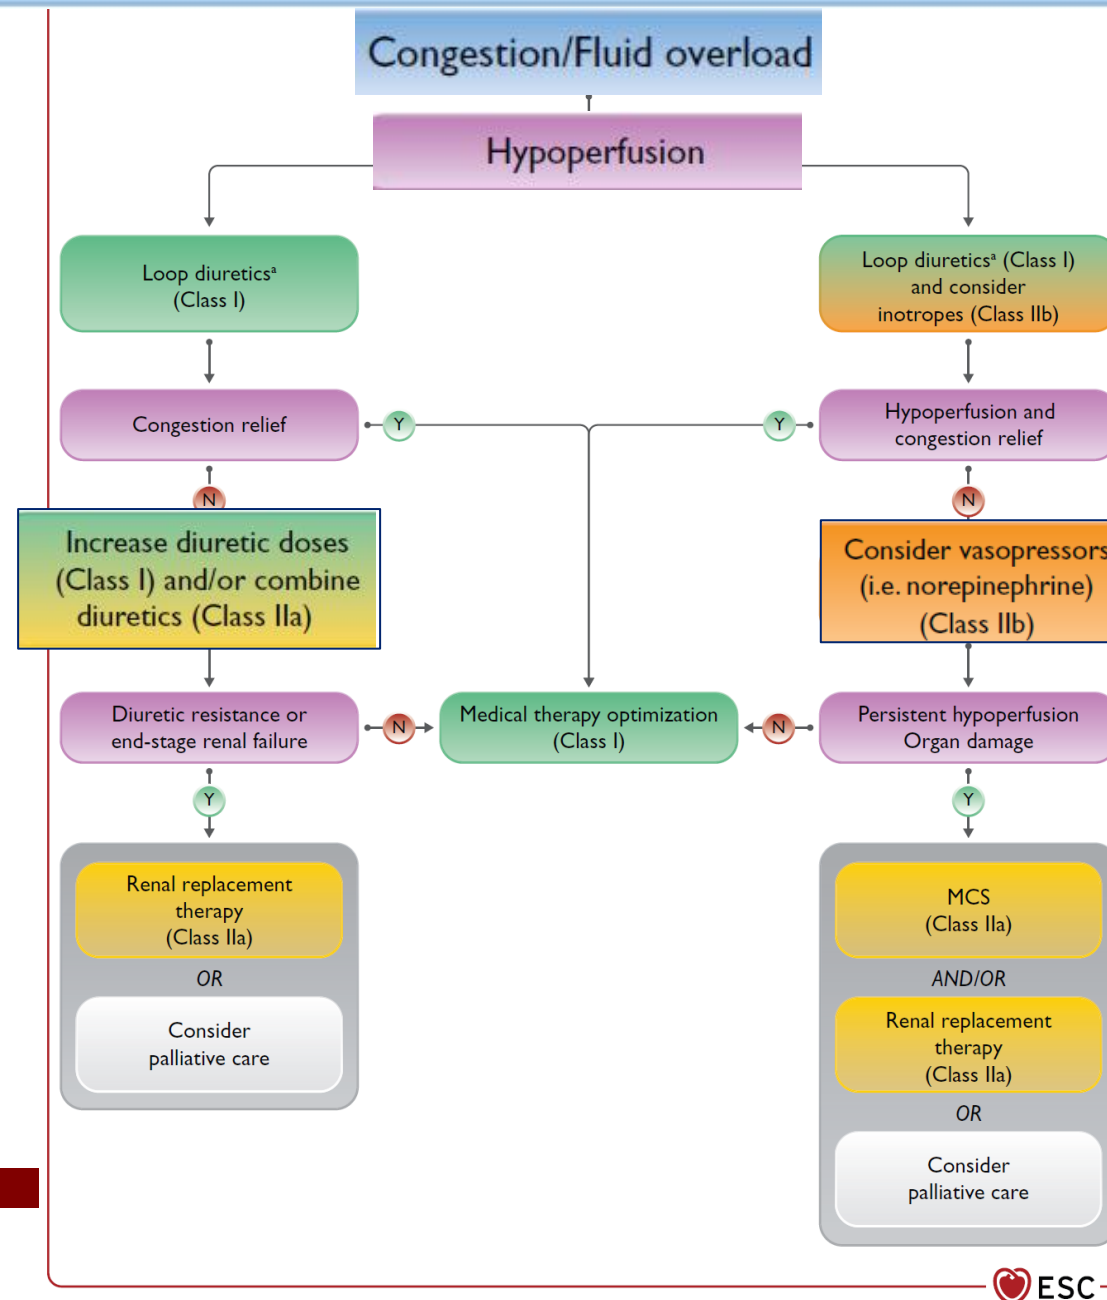 Congestion/Fluid overload
Hypoperfusion
Loop diureticsᵃ
(Class I)
Loop diureticsᵃ (Class I)
and consider
inotropes (Class IIb)
Congestion relief
Y
Y
Hypoperfusion and
congestion relief
N
N
Increase diuretic doses
(Class I) and/or combine
diuretics (Class IIa)
Consider vasopressors
(i.e. norepinephrine)
(Class IIb)
Diuretic resistance or
end-stage renal failure
N
Medical therapy optimization
(Class I)
N
Persistent hypoperfusion
Organ damage
Y
Y
Renal replacement
therapy
(Class IIa)
OR
Consider
palliative care
MCS
(Class IIa)
AND/OR
Renal replacement
therapy
(Class IIa)
OR
Consider
palliative care
ESC